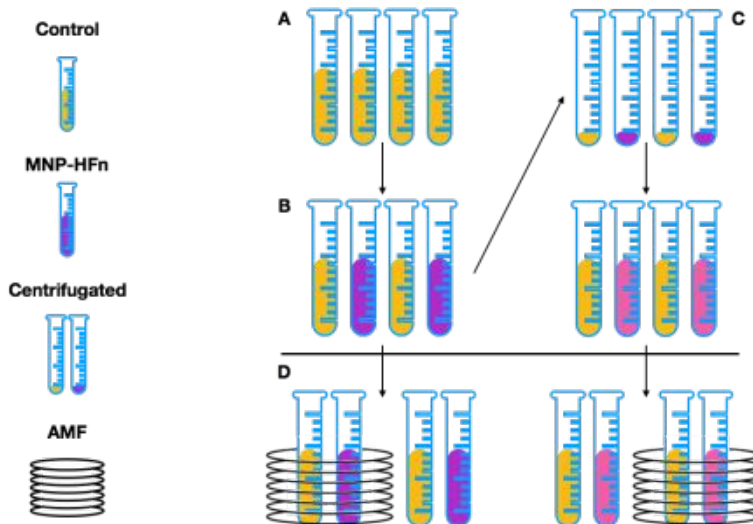 Control
MNP-HFn
Centrifugated
AMF
A
B
C
D